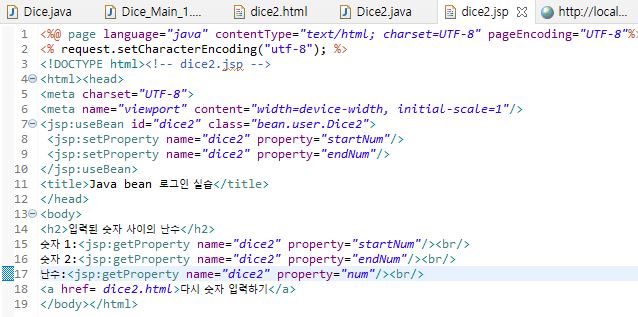 Dice.java Dice_Main_1.... dice2.html Dice2.java dice2.jsp http://local...
1 <%@ page language="java" contentType="text/html; charset=UTF-8" pageEncoding="UTF-8"%>
2 <% request.setCharacterEncoding("utf-8"); %>
3 <!DOCTYPE html><!-- dice2.jsp -->
4 <html><head>
5 <meta charset="UTF-8">
6 <meta name="viewport" content="width=device-width, initial-scale=1"/>
7 <jsp:useBean id="dice2" class="bean.user.Dice2">
8 <jsp:setProperty name="dice2" property="startNum"/>
9 <jsp:setProperty name="dice2" property="endNum"/>
10 </jsp:useBean>
11 <title>Java bean 로그인 실습</title>
12 </head>
13 <body>
14 <h2>입력된 숫자 사이의 난수</h2>
15 숫자 1:<jsp:getProperty name="dice2" property="startNum"/><br/>
16 숫자 2:<jsp:getProperty name="dice2" property="endNum"/><br/>
17 난수:<jsp:getProperty name="dice2" property="num"/><br/>
18 <a href= dice2.html>다시 숫자 입력하기</a>
19 </body></html>